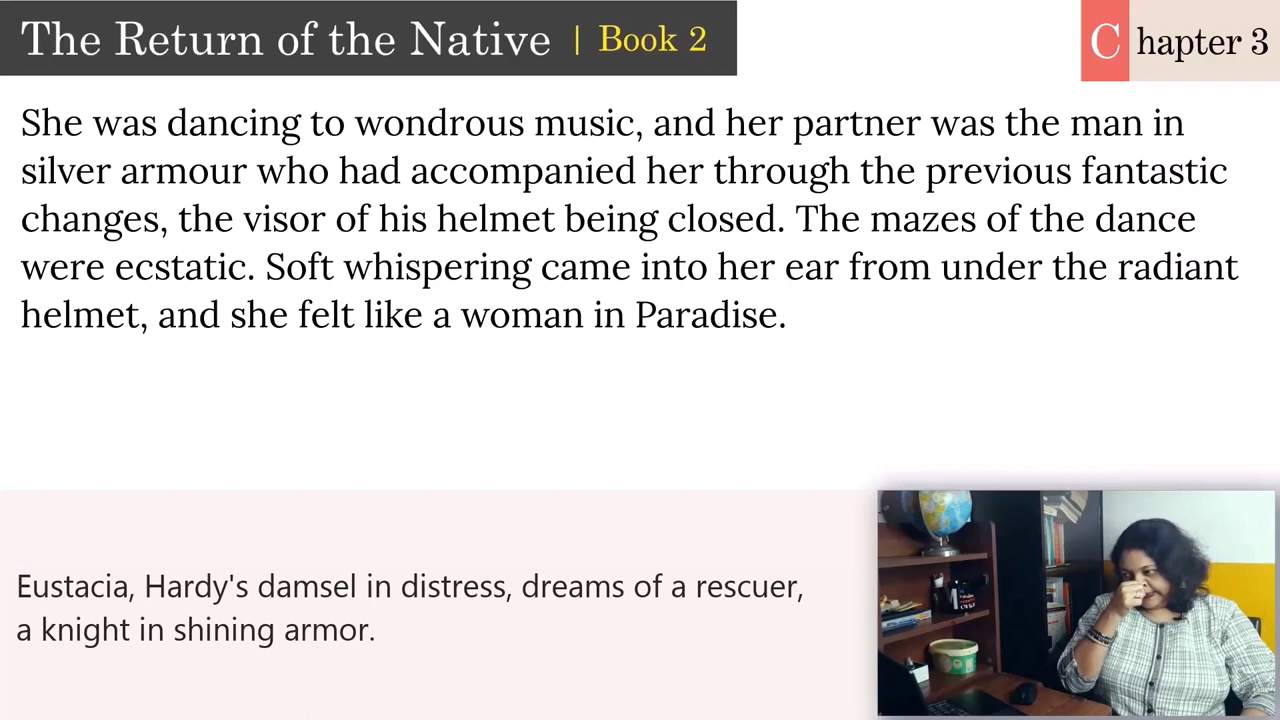 The Return of the Native | Book 2
Chapter 3
She was dancing to wondrous music, and her partner was the man in
silver armour who had accompanied her through the previous fantastic
changes, the visor of his helmet being closed. The mazes of the dance
were ecstatic. Soft whispering came into her ear from under the radiant
helmet, and she felt like a woman in Paradise.
Eustacia, Hardy's damsel in distress, dreams of a rescuer,
a knight in shining armor.